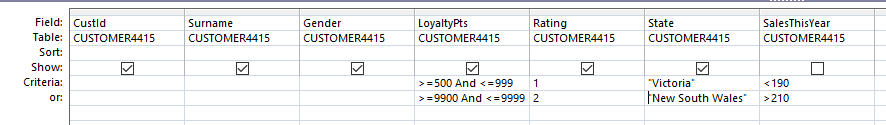 Field: CustId Surname Gender LoyaltyPts Rating State SalesThisYear
Table: CUSTOMER4415 CUSTOMER4415 CUSTOMER4415 CUSTOMER4415 CUSTOMER4415 CUSTOMER4415 CUSTOMER4415
Sort:
Show:
Criteria: >=500 And <=999 1 "Victoria" <190
or: >=9900 And <=9999 2 "New South Wales" >210